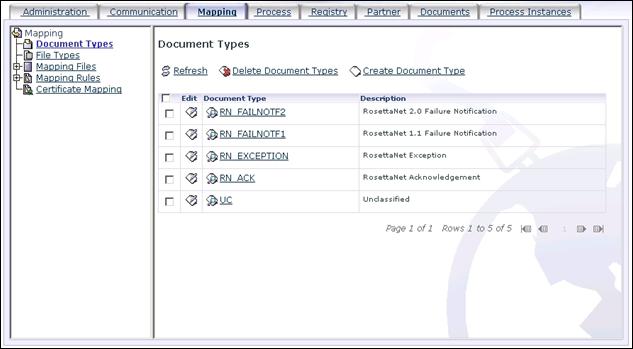 Administration Communication Mapping Process Registry Partner Documents Process Instances
Mapping
Document Types
File Types
Mapping Files
Mapping Rules
Certificate Mapping
Document Types
Refresh Delete Document Types Create Document Type
Edit Document Type Description
RN_FAILNOTF2 RosettaNet 2.0 Failure Notification
RN_FAILNOTF1 RosettaNet 1.1 Failure Notification
RN_EXCEPTION RosettaNet Exception
RN_ACK RosettaNet Acknowledgement
UC Unclassified
Page 1 of 1 Rows 1 to 5 of 5 1